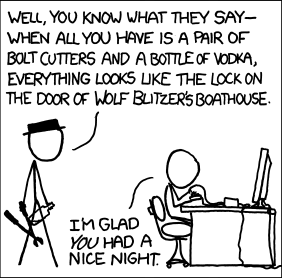 WELL, YOU KNOW WHAT THEY SAY—
WHEN ALL YOU HAVE IS A PAIR OF
BOLT CUTTERS AND A BOTTLE OF VODKA,
EVERYTHING LOOKS LIKE THE LOCK ON
THE DOOR OF WOLF BLITZER'S BOATHOUSE.
I'M GLAD
YOU HAD A
NICE NIGHT.